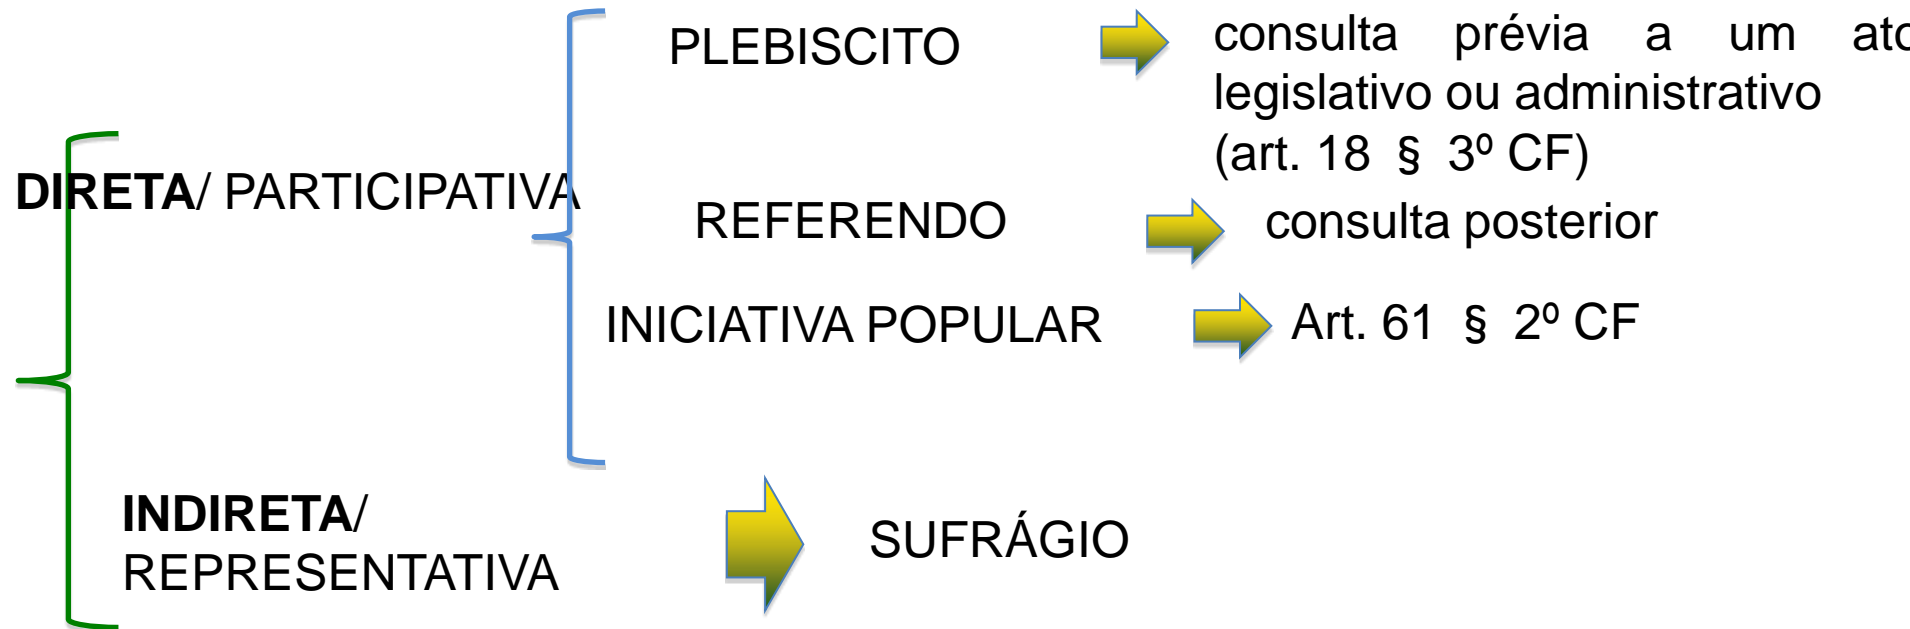 PLEBISCITO
consulta prévia a um ato
legislativo ou administrativo
(art. 18 § 3º CF)
DIRETA/ PARTICIPATIVA
REFERENDO
consulta posterior
INICIATIVA POPULAR
Art. 61 § 2º CF
INDIRETA/
REPRESENTATIVA
SUFRÁGIO